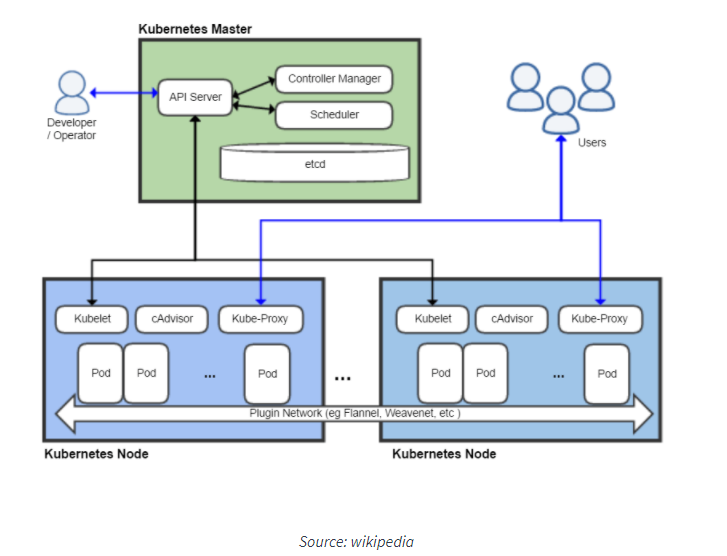 Kubernetes Master
API Server
Controller Manager
Scheduler
etcd
Developer
/ Operator
Users
Kubelet
cAdvisor
Kube-Proxy
Kubelet
cAdvisor
Kube-Proxy
Pod
Pod
...
Pod
...
Pod
Pod
...
Pod
Plugin Network (eg Flannel, Weavenet, etc )
Kubernetes Node
Kubernetes Node
Source: wikipedia